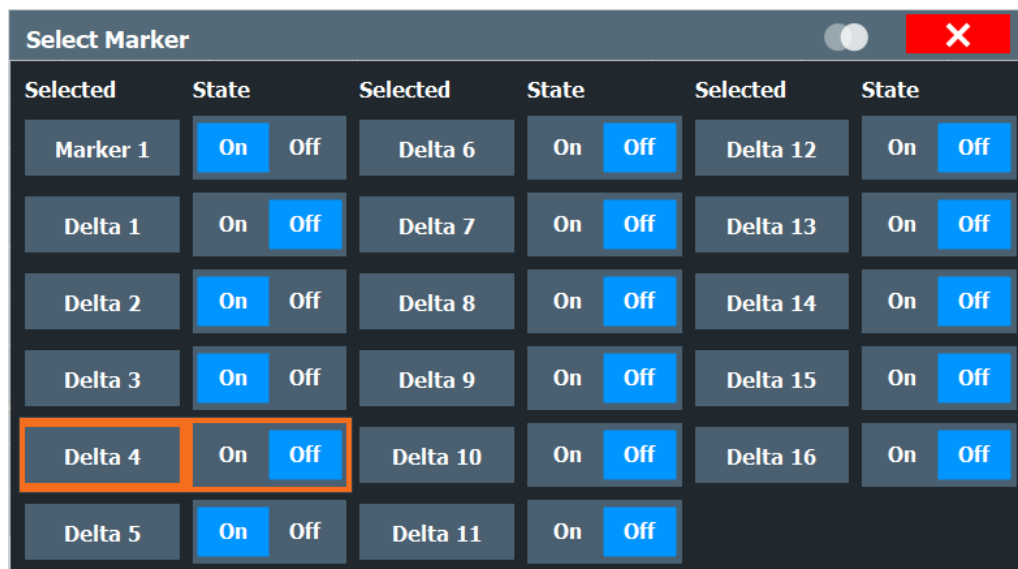 Select Marker
Selected State Selected State Selected State
Marker 1 On Off Delta 6 On Off Delta 12 On Off
Delta 1 On Off Delta 7 On Off Delta 13 On Off
Delta 2 On Off Delta 8 On Off Delta 14 On Off
Delta 3 On Off Delta 9 On Off Delta 15 On Off
Delta 4 On Off Delta 10 On Off Delta 16 On Off
Delta 5 On Off Delta 11 On Off